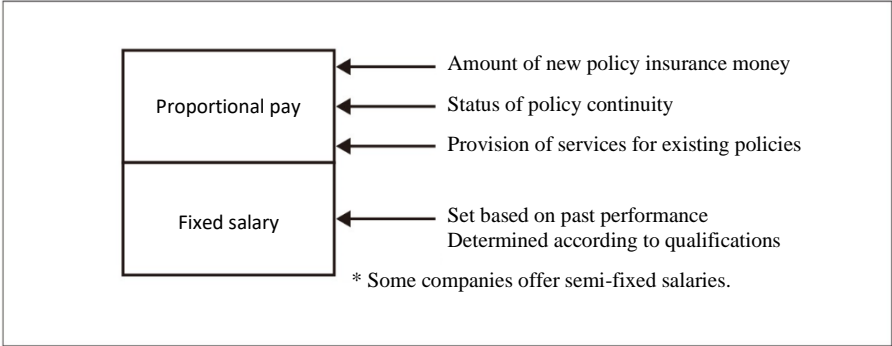 Proportional pay
Amount of new policy insurance money
Status of policy continuity
Provision of services for existing policies
Fixed salary
Set based on past performance
Determined according to qualifications
* Some companies offer semi-fixed salaries.